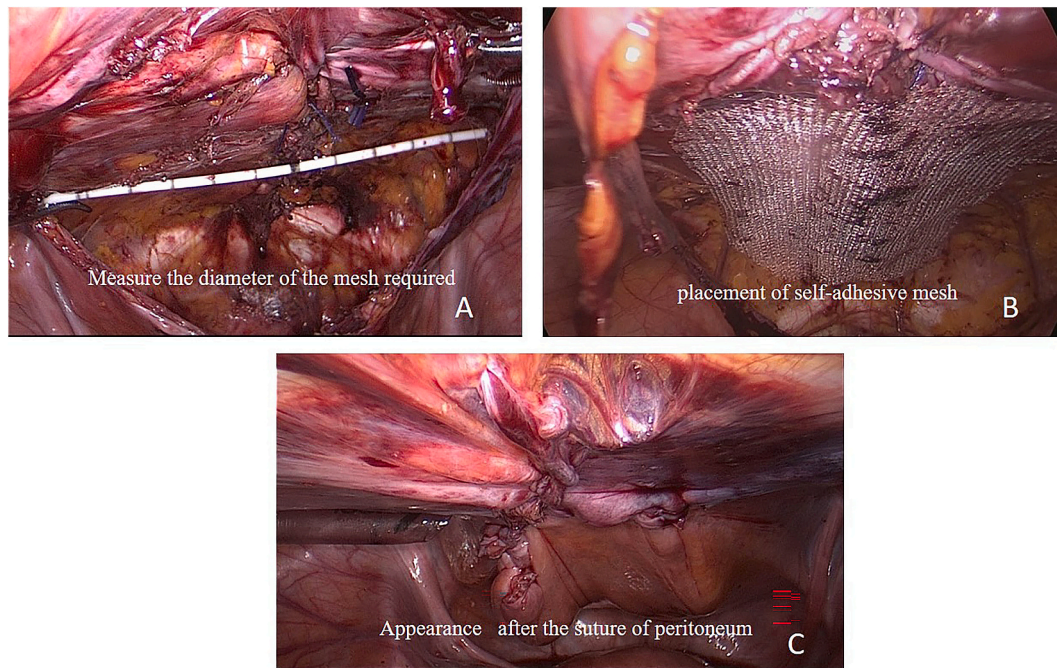 Measure the diameter of the mesh required
A
placement of self-adhesive mesh
B
Appearance after the suture of peritoneum
C